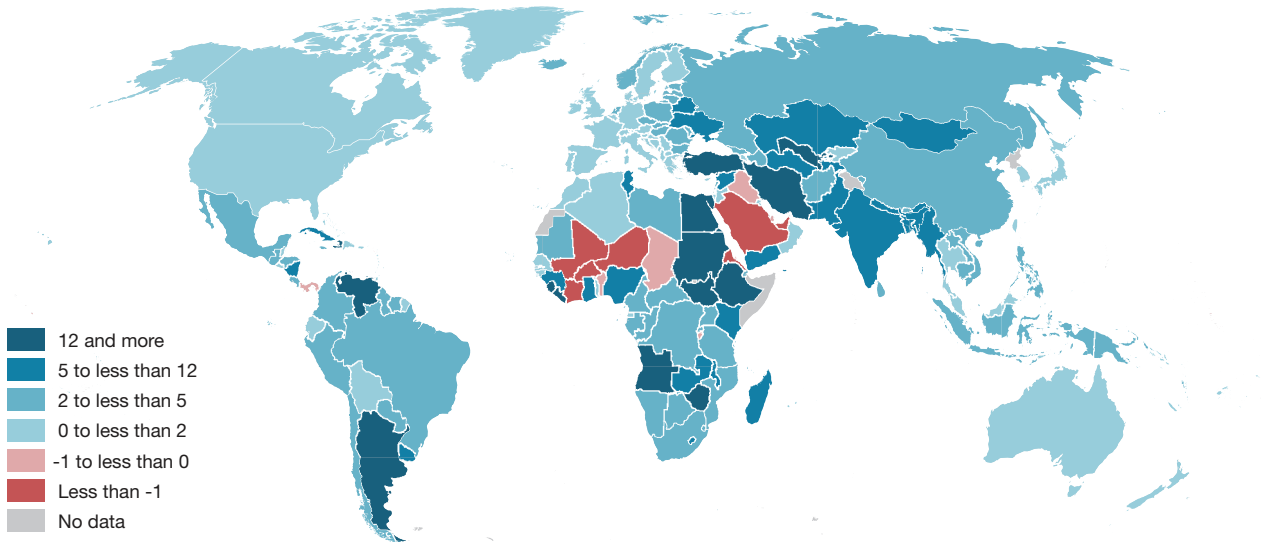 12 and more
5 to less than 12
2 to less than 5
0 to less than 2
-1 to less than 0
Less than -1
No data